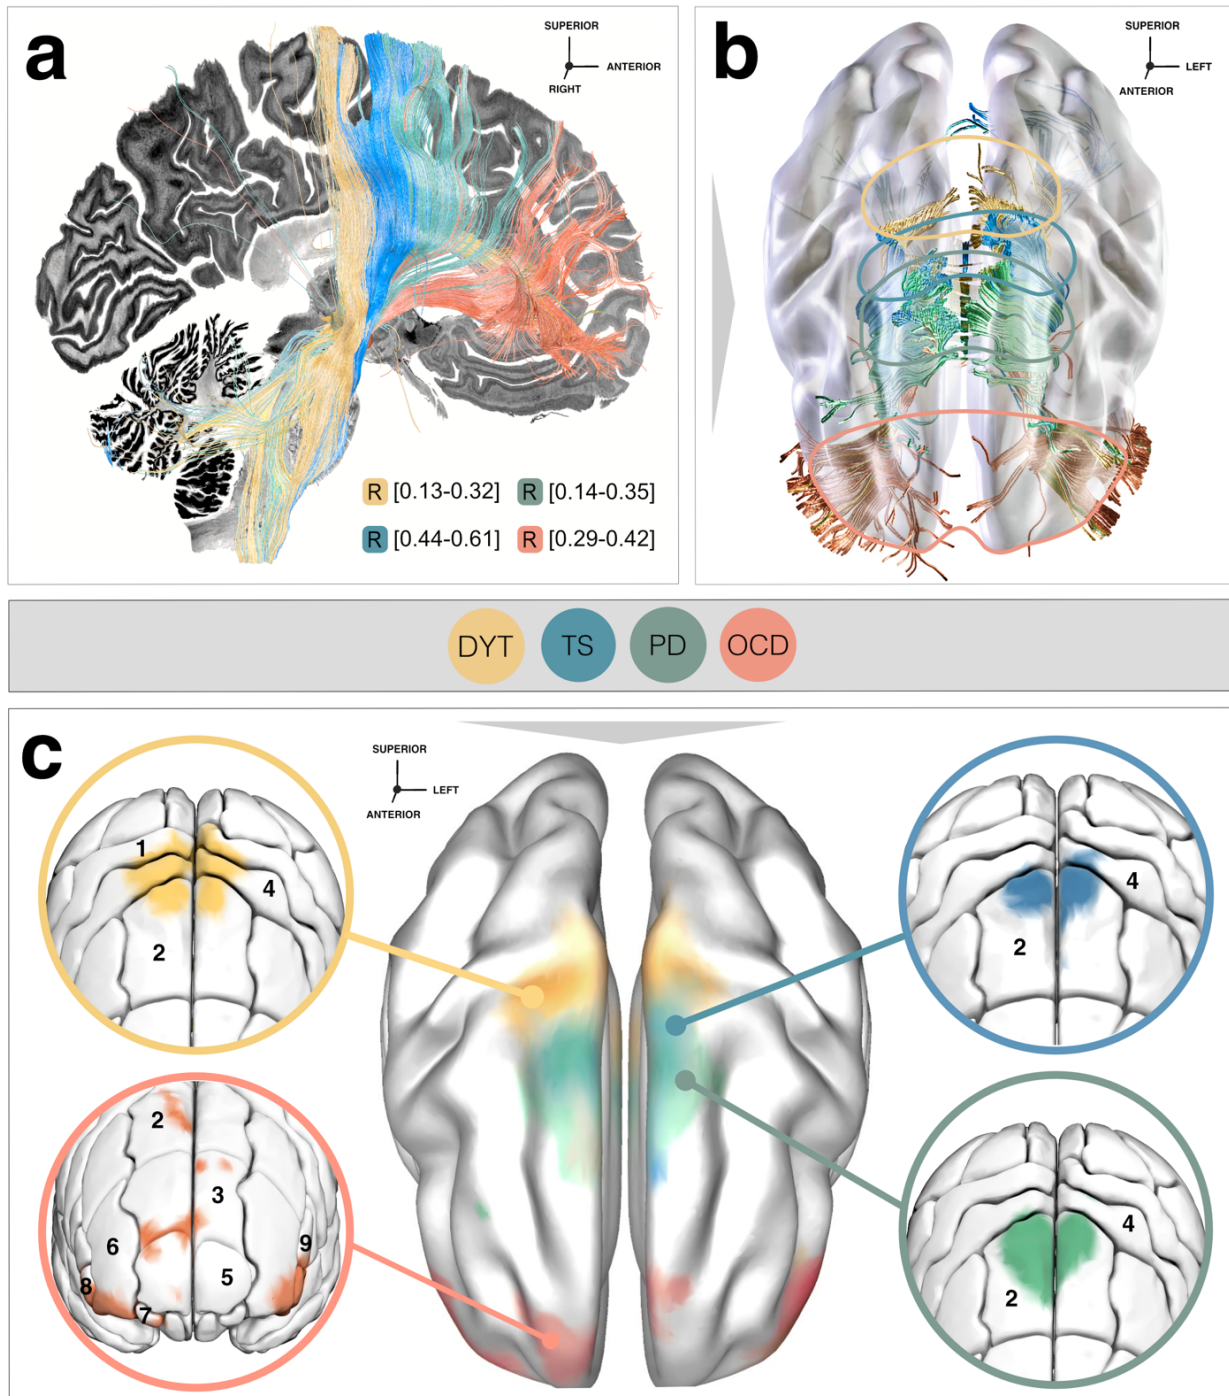 a
SUPERIOR
ANTERIOR
RIGHT
R [0.13-0.32] R [0.14-0.35]
R [0.44-0.61] R [0.29-0.42]
b
SUPERIOR
LEFT
ANTERIOR
DYT TS PD OCD
c
SUPERIOR
LEFT
ANTERIOR
1
4
2
4
2
2
3
6
9
8
5
7
4
2